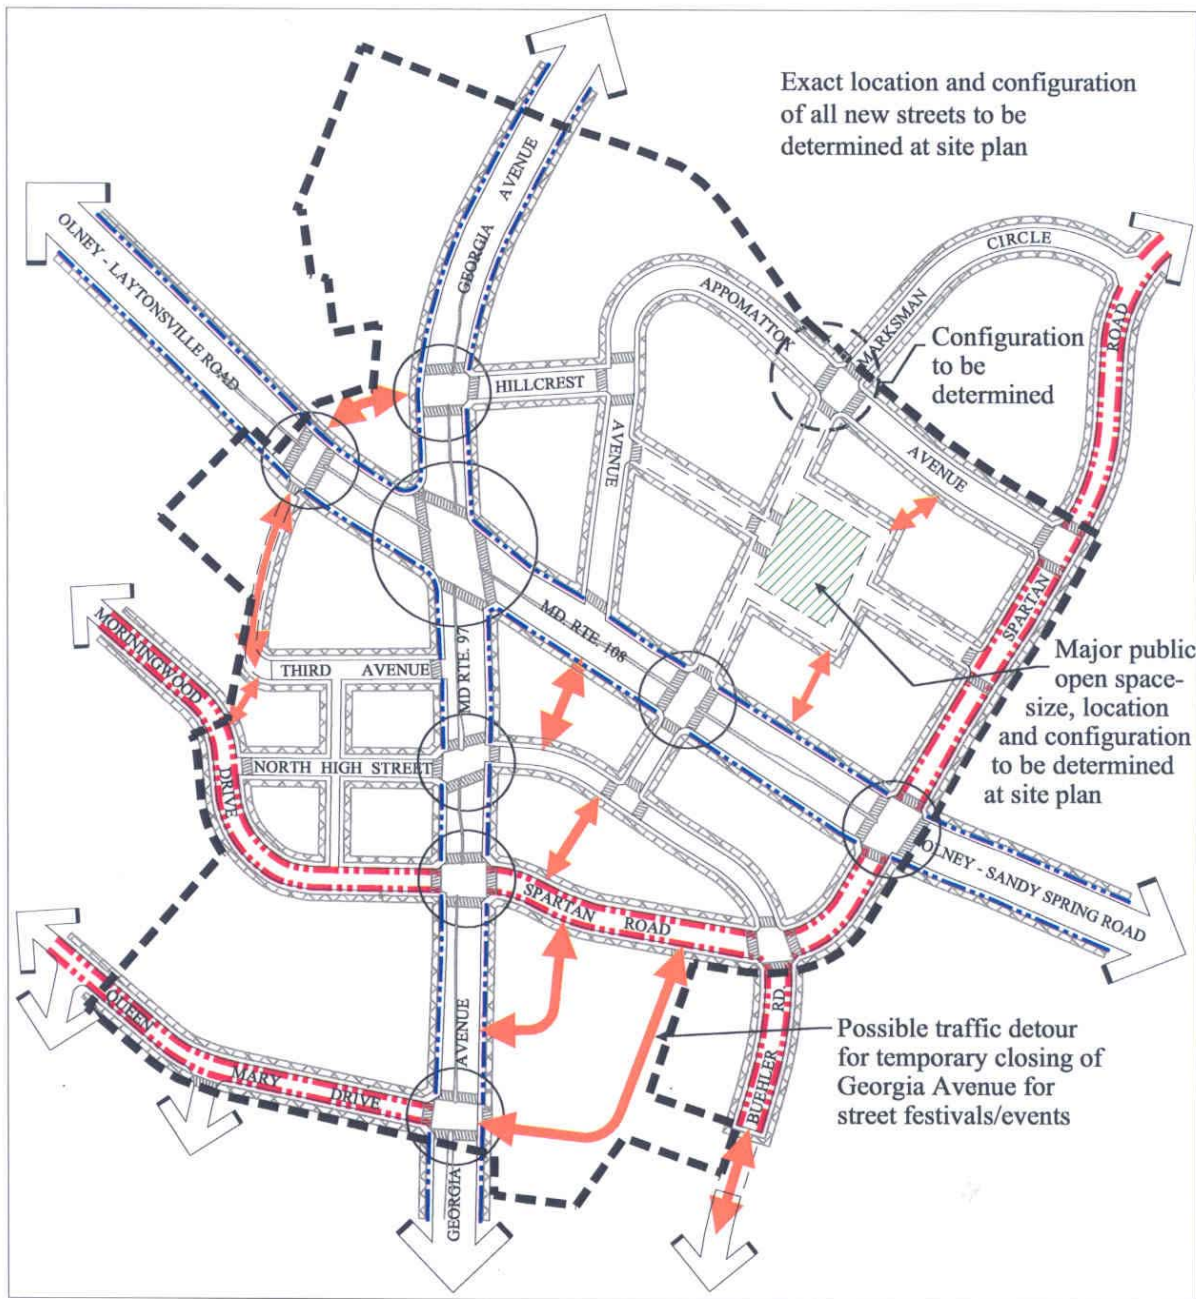 Exact location and configuration
of all new streets to be
determined at site plan
GEORGIA AVENUE
OLNEY - LAYTONSVILLE ROAD
CIRCLE
MARKSMAN
APPOMATTOX
ROAD
Configuration
to be
determined
HILLCREST
AVENUE
AVENUE
SPARTAN
MD. RTE. 108
MD RTE. 97
MORNINGWOOD
DRIVE
THIRD AVENUE
NORTH HIGH STREET
Major public
open space-
size, location
and configuration
to be determined
at site plan
OLNEY - SANDY SPRING ROAD
SPARTAN ROAD
QUEEN MARY DRIVE
AVENUE
GEORGIA
BUEHLER RD.
Possible traffic detour
for temporary closing of
Georgia Avenue for
street festivals/events